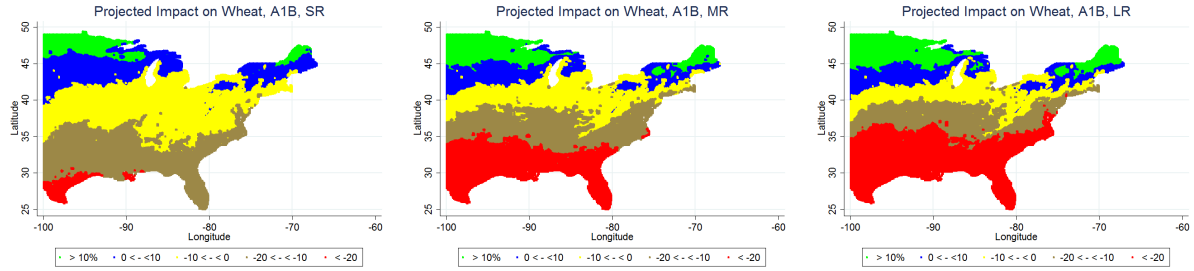 Projected Impact on Wheat, A1B, SR
50
45
40
35
30
25
Latitude
-100 -90 -80 -70 -60
Longitude
> 10% 0 < - <10 -10 < - < 0 -20 < - < -10 < -20
Projected Impact on Wheat, A1B, MR
50
45
40
35
30
25
Latitude
-100 -90 -80 -70 -60
Longitude
> 10% 0 < - <10 -10 < - < 0 -20 < - < -10 < -20
Projected Impact on Wheat, A1B, LR
50
45
40
35
30
25
Latitude
-100 -90 -80 -70 -60
Longitude
> 10% 0 < - <10 -10 < - < 0 -20 < - < -10 < -20